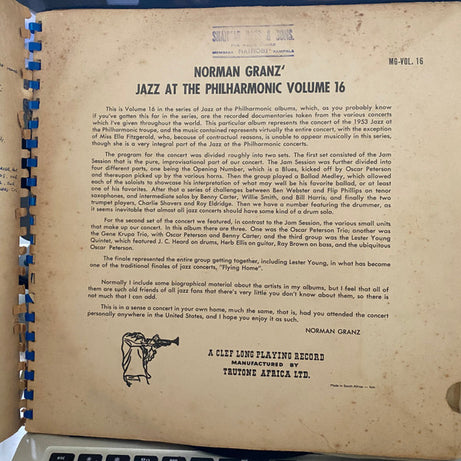 SHANKAR DASS & SONS.
NAIROBI
KAMPALA
MG-VOL. 16
NORMAN GRANZ'
JAZZ AT THE PHILHARMONIC VOLUME 16
This is Volume 16 in the series of Jazz at the Philharmonic albums, which, as you probably know
if you've gotten this far in the series, are the recorded documentaries taken from the various concerts
which I've given throughout the world. This particular album represents the concert of the 1953 Jazz at
the Philharmonic troupe, and the music contained represents virtually the entire concert, with the exception
of Miss Ella Fitzgerald, who, because of contractual reasons, is unable to appear musically in this series,
though she is a very integral part of the Jazz at the Philharmonic concerts.
The program for the concert was divided roughly into two sets. The first set consisted of the Jam
Session that is the pure, improvisational part of our concert. The Jam Session was further divided into
four different parts, one being the Opening Number, which is a Blues, kicked off by Oscar Peterson
and thereupon picked up by the various horns. Then the group played a Ballad Medley, which allowed
each of the soloists to showcase his interpretation of what may well be his favorite ballad, or at least
one of his favorites. After that a series of challenges between Ben Webster and Flip Phillips on tenor
saxophones, and intermediate solos by Benny Carter, Willie Smith, and Bill Harris; and finally the two
trumpet players, Charlie Shavers and Roy Eldridge. Then we have a number featuring the drummer, as
it seems inevitable that almost all jazz concerts should have some kind of a drum solo.
For the second set of the concert we featured, in contrast to the Jam Session, the various small units
that make up our concert. In this album there are three. One was the Oscar Peterson Trio; another was
the Gene Krupa Trio, with Oscar Peterson and Benny Carter; and the third group was the Lester Young
Quintet, which featured J. C. Heard on drums, Herb Ellis on guitar, Ray Brown on bass, and the ubiquitous
Oscar Peterson.
The finale represented the entire group getting together, including Lester Young, in what has become
one of the traditional finales of jazz concerts, "Flying Home".
Normally I include some biographical material about the artists in my albums, but I feel that all of
them are such old friends of all jazz fans that there's very little you don't know about them, so there is
not much that I can add.
This is in a sense a concert in your own home, much the same, that is, had you attended the concert
personally anywhere in the United States, and I hope you enjoy it as such.
NORMAN GRANZ
A CLEF LONG PLAYING RECORD
MANUFACTURED BY
TRUTONE AFRICA LTD.
Made in South Africa